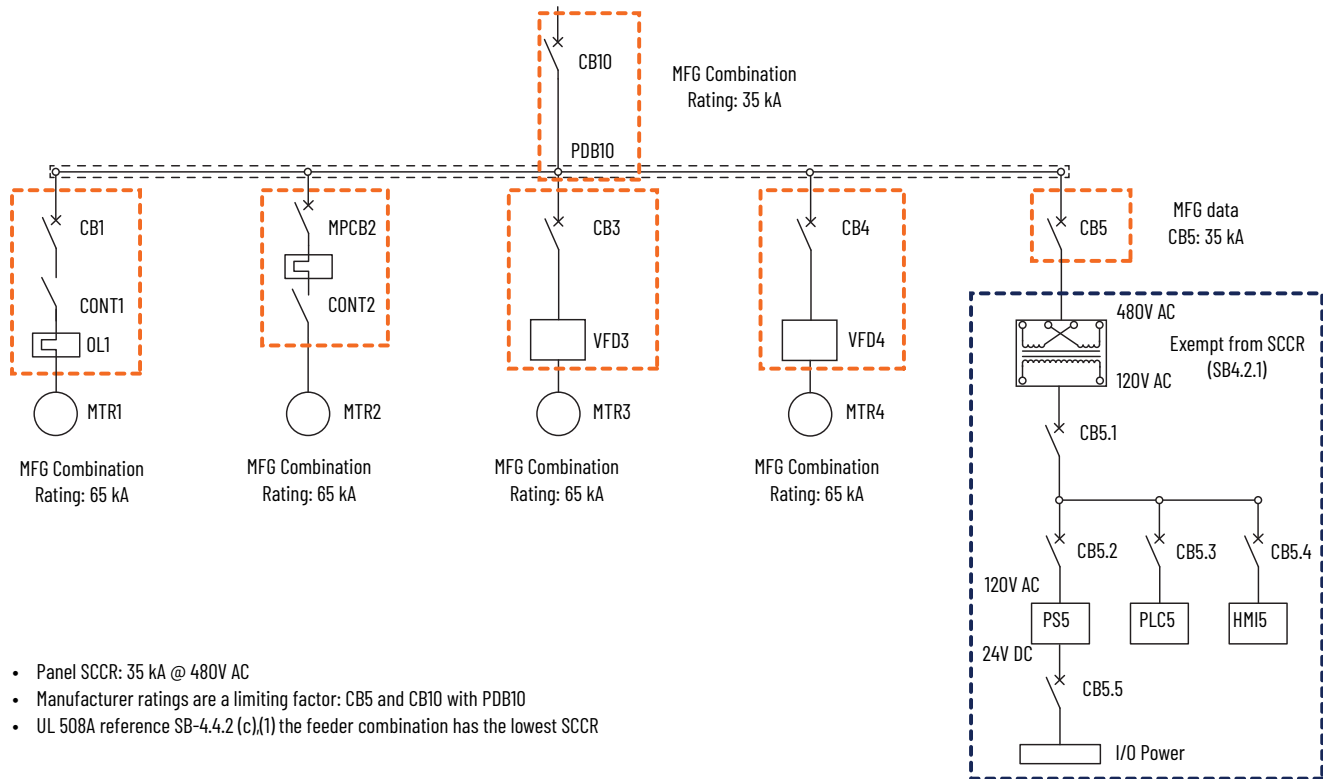 CB10
MFG Combination
Rating: 35 kA
PDB10
CB1
CONT1
OL1
MTR1
MFG Combination
Rating: 65 kA
MPCB2
CONT2
MTR2
MFG Combination
Rating: 65 kA
CB3
VFD3
MTR3
MFG Combination
Rating: 65 kA
CB4
VFD4
MTR4
MFG Combination
Rating: 65 kA
CB5
MFG data
CB5: 35 kA
480V AC
Exempt from SCCR
(SB4.2.1)
120V AC
CB5.1
CB5.2
CB5.3
CB5.4
120V AC
PS5
PLC5
HMI5
24V DC
CB5.5
I/O Power
• Panel SCCR: 35 kA @ 480V AC
• Manufacturer ratings are a limiting factor: CB5 and CB10 with PDB10
• UL 508A reference SB-4.4.2 (c),(1) the feeder combination has the lowest SCCR